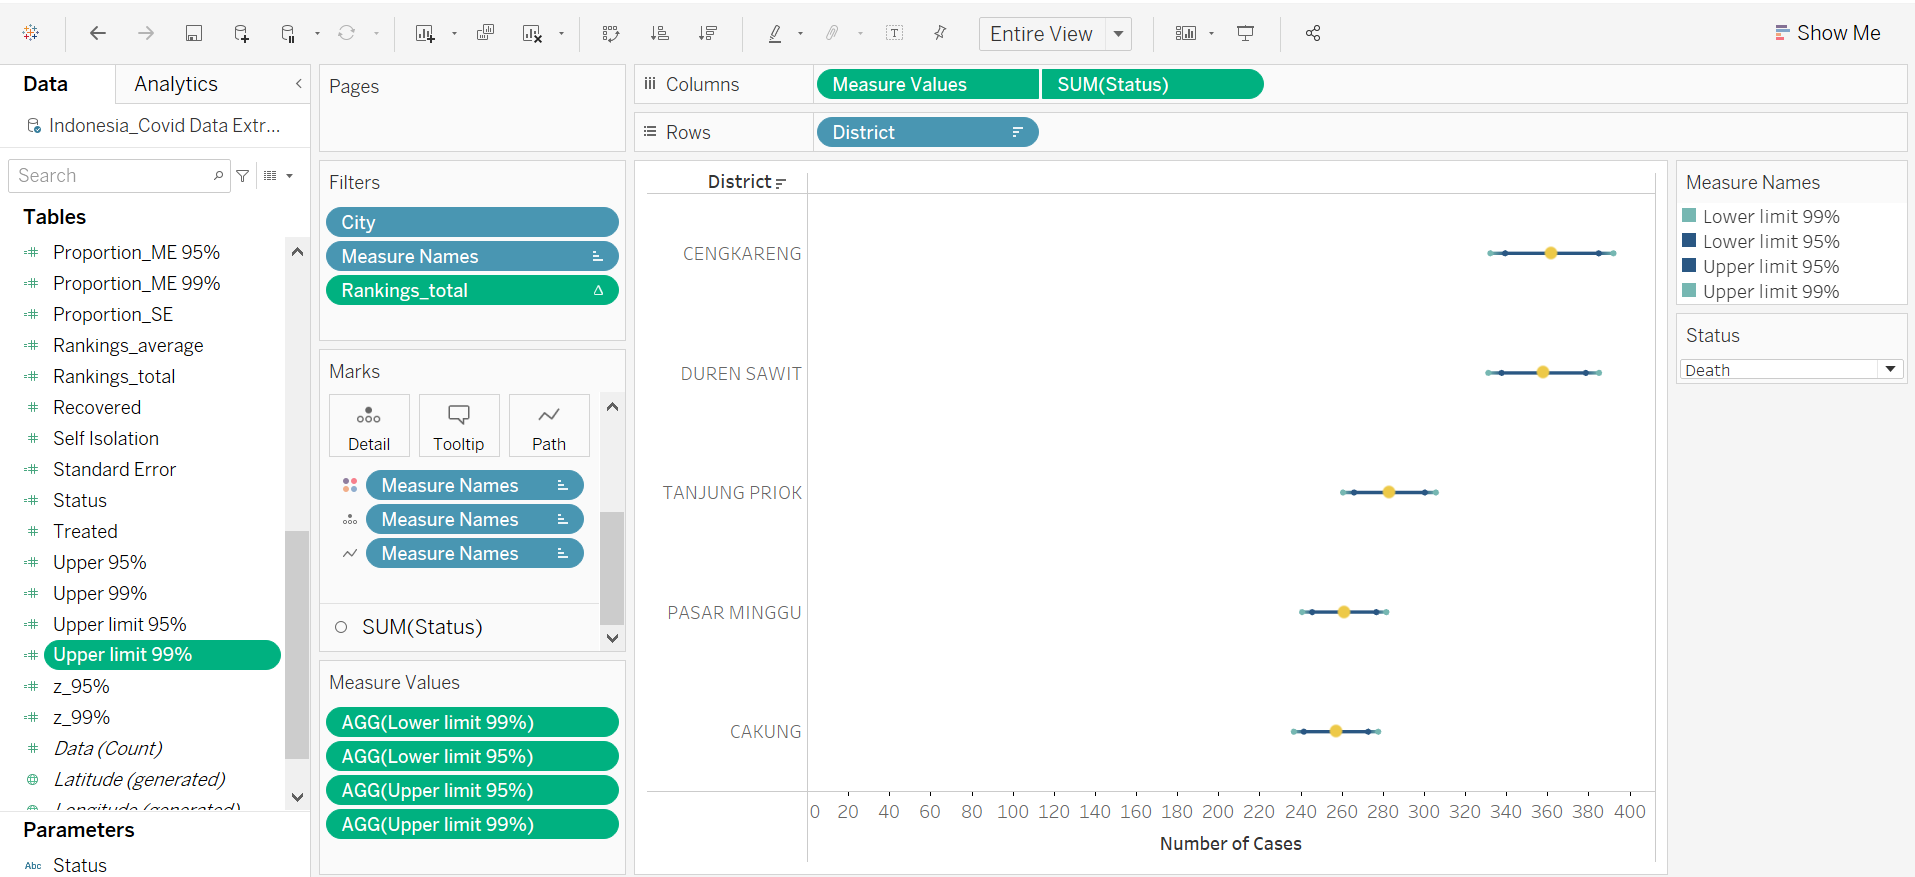 Entire View
Show Me
Data
Analytics
Indonesia_Covid Data Extr...
Search
Tables
Proportion_ME 95%
Proportion_ME 99%
Proportion_SE
Rankings_average
Rankings_total
Recovered
Self Isolation
Standard Error
Status
Treated
Upper 95%
Upper 99%
Upper limit 95%
Upper limit 99%
z_95%
z_99%
Data (Count)
Latitude (generated)
Longitude (generated)
Parameters
Abc Status
Pages
Filters
City
Measure Names
Rankings_total
Marks
Detail Tooltip Path
Measure Names
Measure Names
Measure Names
SUM(Status)
Measure Values
AGG(Lower limit 99%)
AGG(Lower limit 95%)
AGG(Upper limit 95%)
AGG(Upper limit 99%)
Columns Measure Values SUM(Status)
Rows District
District
CENGKARENG
DUREN SAWIT
TANJUNG PRIOK
PASAR MINGGU
CAKUNG
0 20 40 60 80 100 120 140 160 180 200 220 240 260 280 300 320 340 360 380 400
Number of Cases
Measure Names
Lower limit 99%
Lower limit 95%
Upper limit 95%
Upper limit 99%
Status
Death